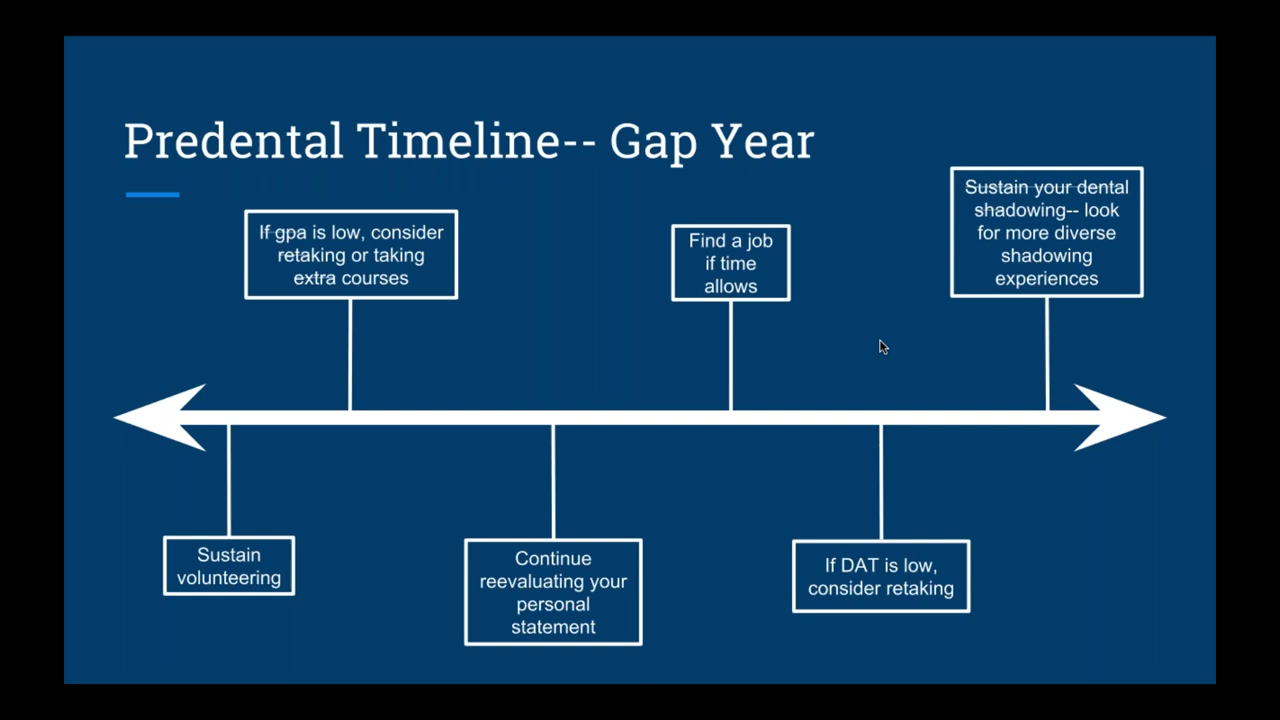 Predental Timeline-- Gap Year
Sustain your dental
shadowing-- look
for more diverse
shadowing
experiences
If gpa is low, consider
retaking or taking
extra courses
Find a job
if time
allows
Sustain
volunteering
Continue
reevaluating your
personal
statement
If DAT is low,
consider retaking